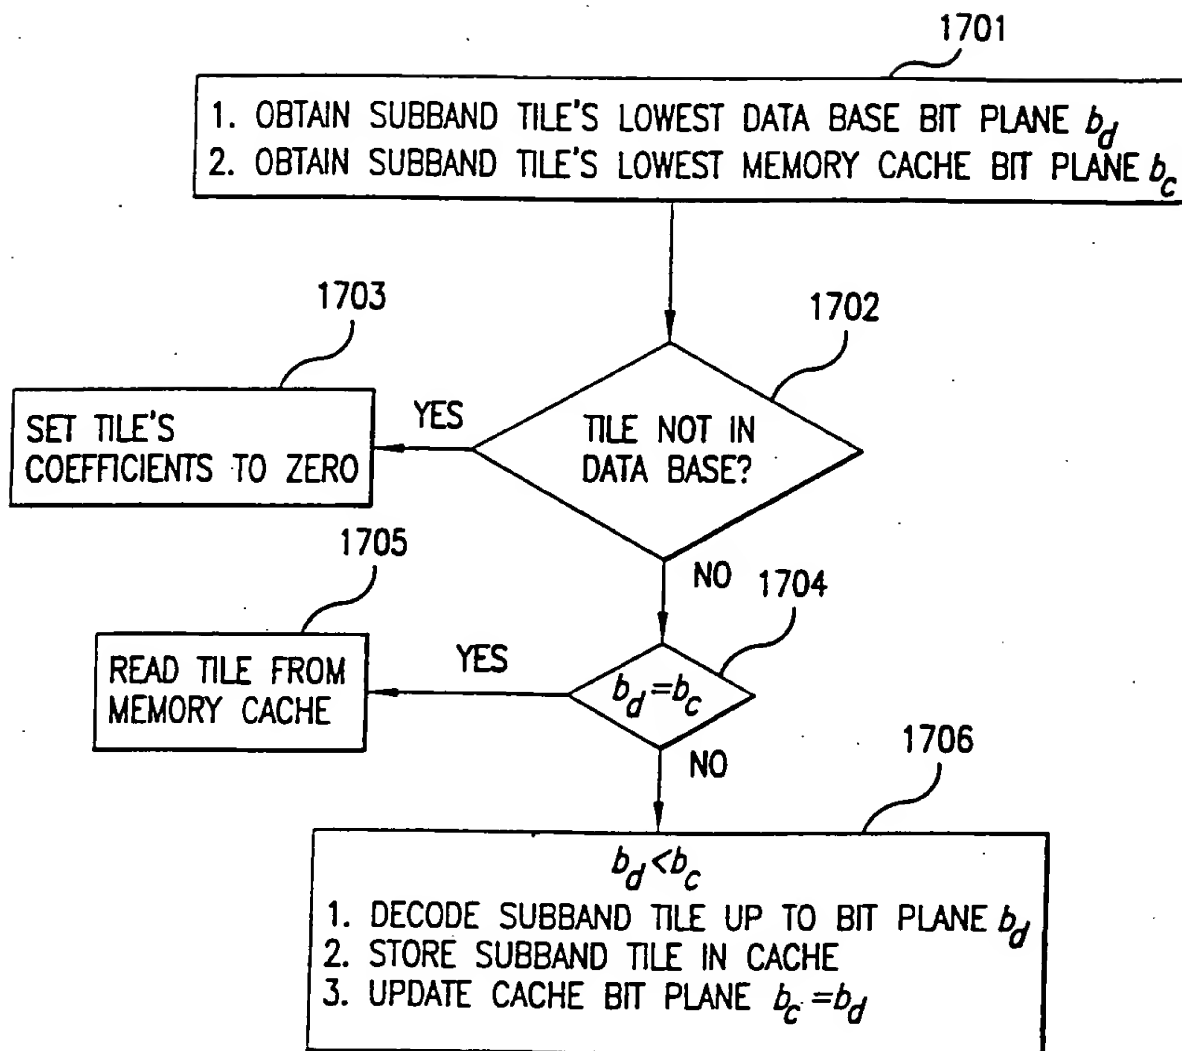 1701
1. OBTAIN SUBBAND TILE'S LOWEST DATA BASE BIT PLANE b_d
2. OBTAIN SUBBAND TILE'S LOWEST MEMORY CACHE BIT PLANE b_c
1703
1702
SET TILE'S
COEFFICIENTS TO ZERO
YES
TILE NOT IN
DATA BASE?
1705
NO
1704
READ TILE FROM
MEMORY CACHE
YES
b_d=b_c
NO
1706
b_d<b_c
1. DECODE SUBBAND TILE UP TO BIT PLANE b_d
2. STORE SUBBAND TILE IN CACHE
3. UPDATE CACHE BIT PLANE b_c=b_d